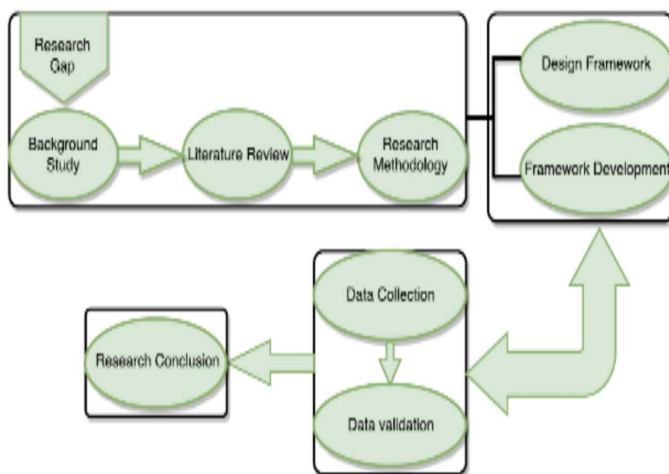 Research
Gap
Background
Study
Literature Review
Research
Methodology
Design Framework
Framework Development
Data Collection
Data validation
Research Conclusion